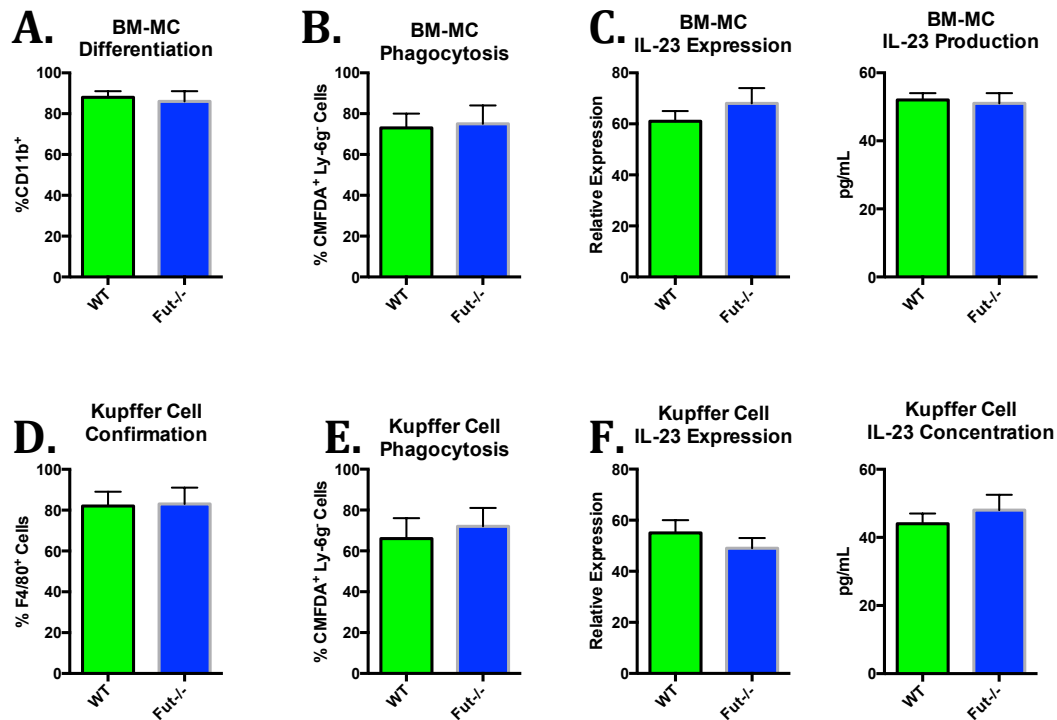 A.
BM-MC
Differentiation
%CD11b⁺
100
80
60
40
20
0
WT
Fut-/-
B.
BM-MC
Phagocytosis
% CMFDA⁺ Ly-6g⁻ Cells
100
80
60
40
20
0
WT
Fut-/-
C.
BM-MC
IL-23 Expression
Relative Expression
80
60
40
20
0
WT
Fut-/-
BM-MC
IL-23 Production
pg/mL
60
40
20
0
WT
Fut-/-
D.
Kupffer Cell
Confirmation
% F4/80⁺ Cells
100
80
60
40
20
0
WT
Fut-/-
E.
Kupffer Cell
Phagocytosis
% CMFDA⁺ Ly-6g⁻ Cells
100
80
60
40
20
0
WT
Fut-/-
F.
Kupffer Cell
IL-23 Expression
Relative Expression
80
60
40
20
0
WT
Fut-/-
Kupffer Cell
IL-23 Concentration
pg/mL
60
40
20
0
WT
Fut-/-